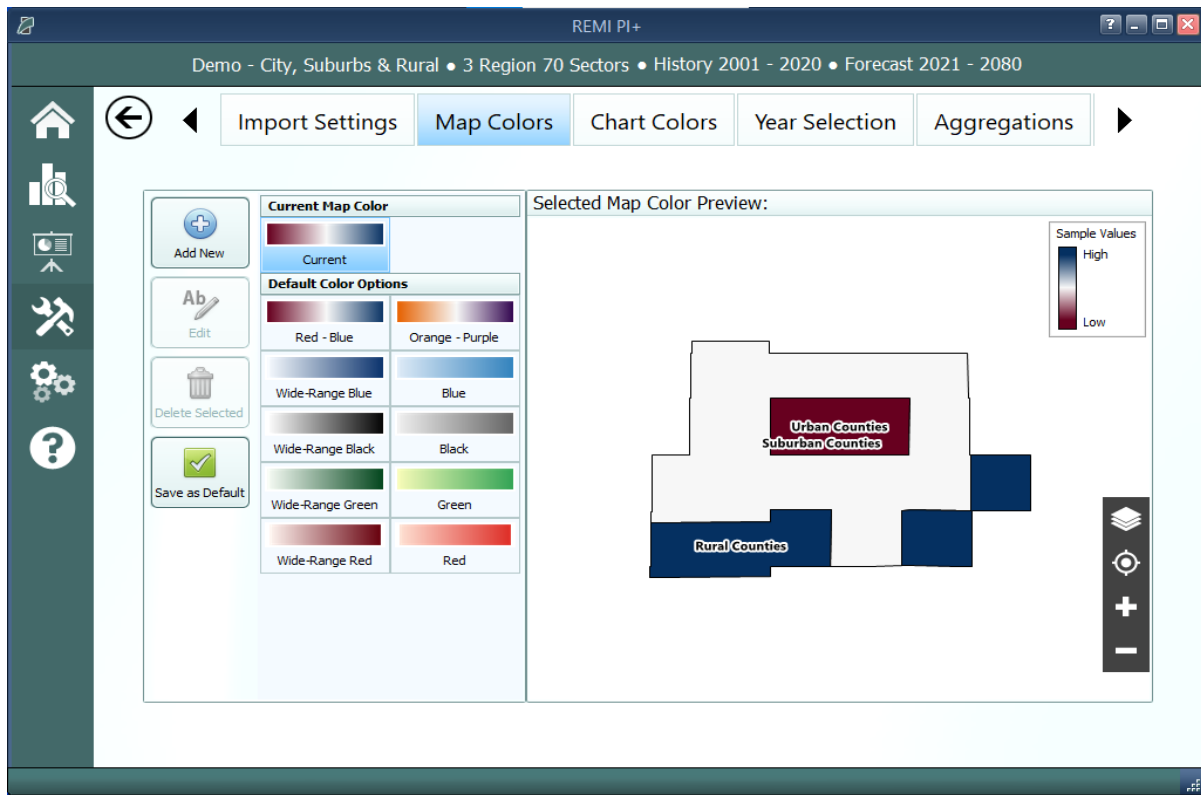 REMI PI+
Demo - City, Suburbs & Rural ● 3 Region 70 Sectors ● History 2001 - 2020 ● Forecast 2021 - 2080
Import Settings
Map Colors
Chart Colors
Year Selection
Aggregations
Add New
Ab
Edit
Delete Selected
Save as Default
Current Map Color
Current
Default Color Options
Red - Blue
Orange - Purple
Wide-Range Blue
Blue
Wide-Range Black
Black
Wide-Range Green
Green
Wide-Range Red
Red
Selected Map Color Preview:
Sample Values
High
Low
Urban Counties
Suburban Counties
Rural Counties